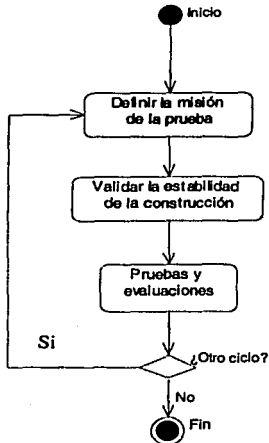 Inicio
Definir la misión
de la prueba
Validar la estabilidad
de la construcción
Pruebas y
evaluaciones
Si
¿Otro ciclo?
No
Fin